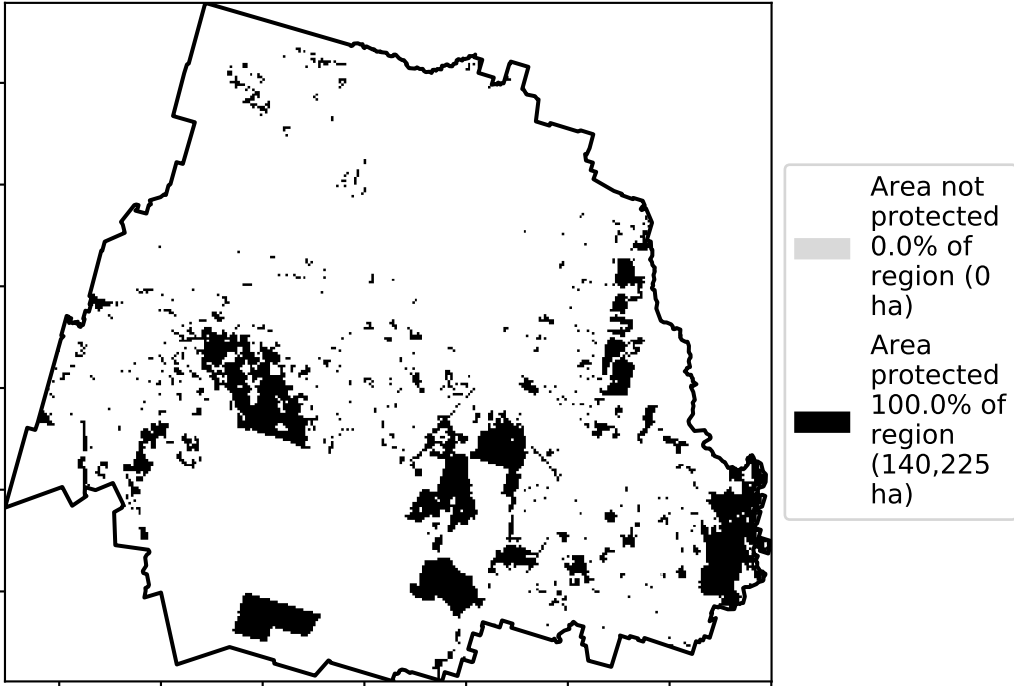 Area not
protected
0.0% of
region (0
ha)
Area
protected
100.0% of
region
(140,225
ha)